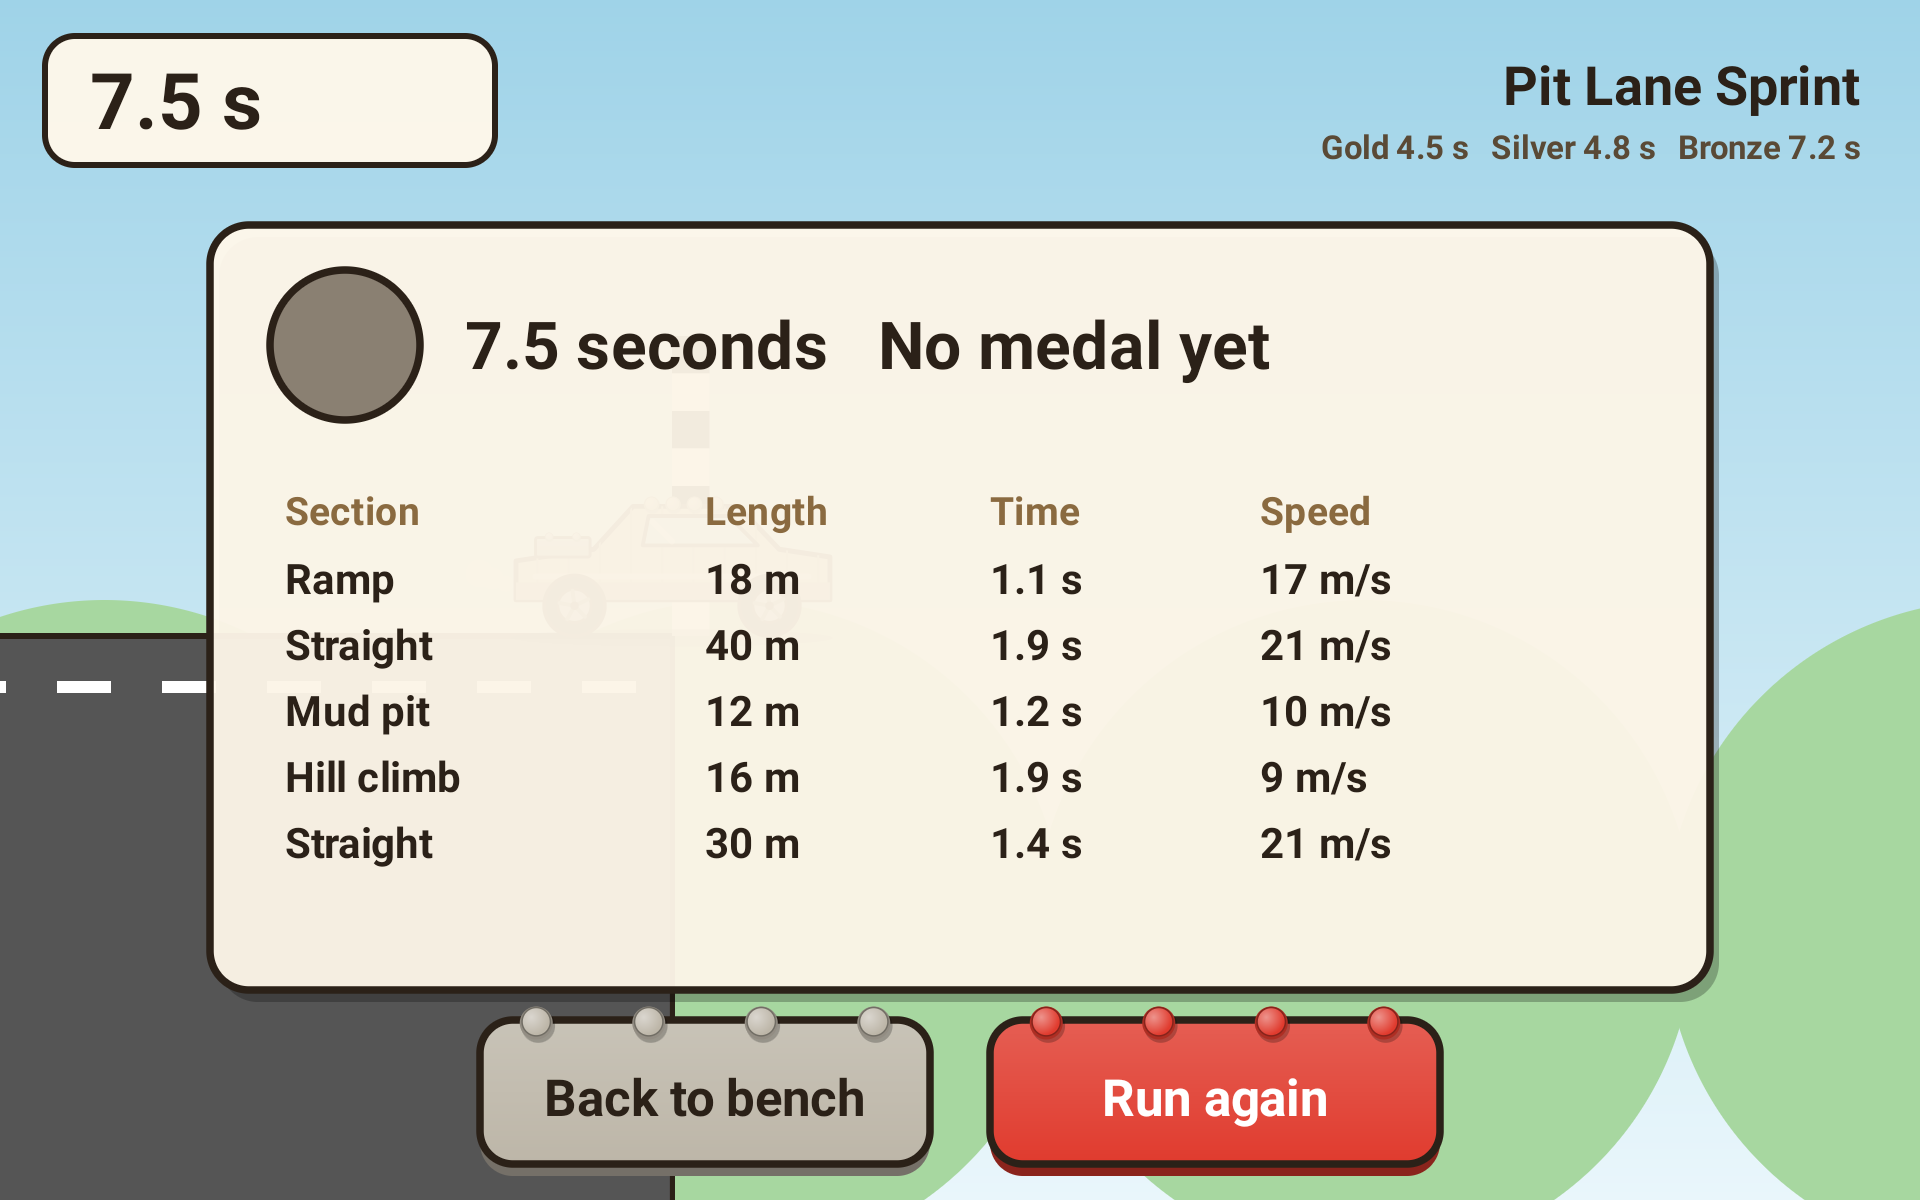 7.5 s
Pit Lane Sprint
Gold 4.5 s Silver 4.8 s Bronze 7.2 s
7.5 seconds No medal yet
Section Length Time Speed
Ramp 18 m 1.1 s 17 m/s
Straight 40 m 1.9 s 21 m/s
Mud pit 12 m 1.2 s 10 m/s
Hill climb 16 m 1.9 s 9 m/s
Straight 30 m 1.4 s 21 m/s
Back to bench Run again